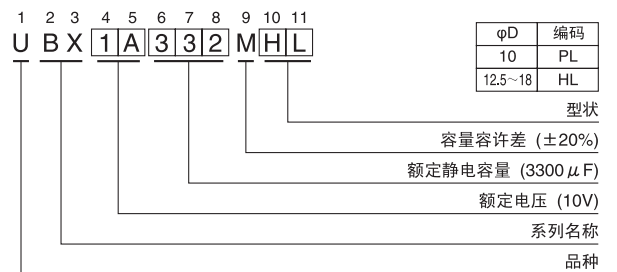 1 2 3 4 5 6 7 8 9 10 11
U B X 1 A 3 3 2 M H L
φD 编码
10 PL
12.5~18 HL
型状
容量容许差 (±20%)
额定静电容量 (3300μF)
额定电压 (10V)
系列名称
品种